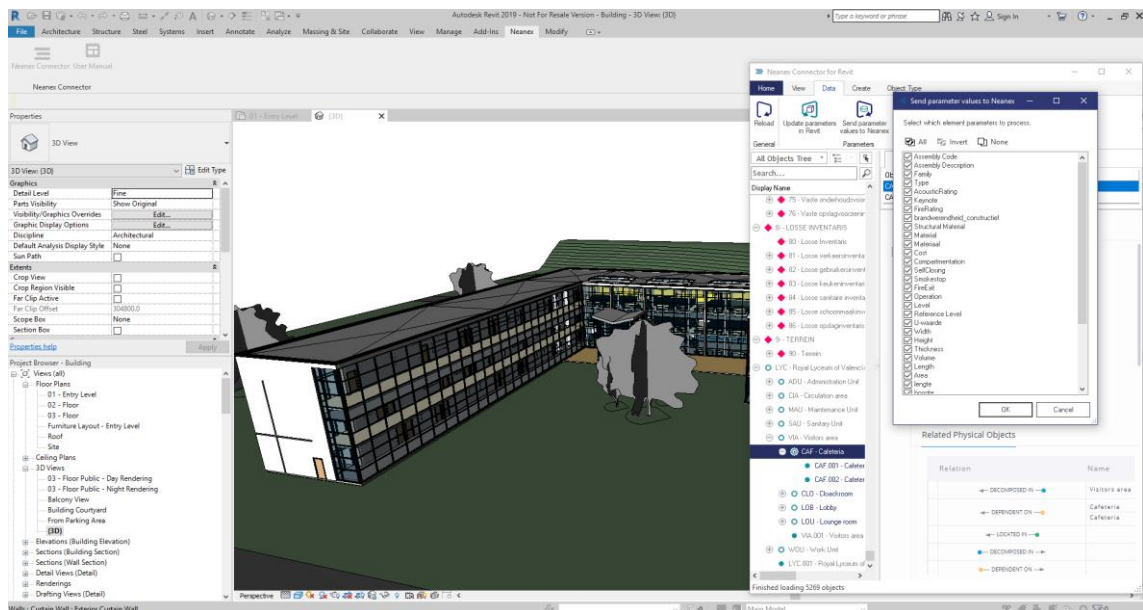 Autodesk Revit 2019 - Not For Resale Version - Building - 3D View: {3D}
Type a keyword or phrase
Sign In
File Architecture Structure Steel Systems Insert Annotate Analyze Massing & Site Collaborate View Manage Add-Ins Neanex Modify
Neanex Connector User Manual
Neanex Connector
Properties
3D View
3D View: {3D}
Edit Type
Graphics
Detail Level Fine
Parts Visibility Show Original
Visibility/Graphics Overrides Edit...
Graphic Display Options Edit...
Discipline Architectural
Default Analysis Display Style None
Sun Path
Extents
Crop View
Crop Region Visible
Far Clip Active
Far Clip Offset 304800.0
Scope Box None
Section Box
Properties help
Apply
Project Browser - Building
Views (all)
Floor Plans
01 - Entry Level
02 - Floor
03 - Floor
Furniture Layout - Entry Level
Roof
Site
Ceiling Plans
3D Views
03 - Floor Public - Day Rendering
03 - Floor Public - Night Rendering
Balcony View
Building Courtyard
From Parking Area
{3D}
Elevations (Building Elevation)
Sections (Building Section)
Sections (Wall Section)
Detail Views (Detail)
Renderings
Drafting Views (Detail)
01 - Entry Level
{3D}
Perspective
Walls : Curtain Wall : Exterior Curtain Wall
Main Model
Neanex Connector for Revit
Home View Data Create Object Type
Reload
Update parameters
in Revit
Send parameter
values to Neanex
General
Parameters
All Objects Tree
Search...
Display Name
75 - Vaste onderhoudsvoor
76 - Vaste opslagvoorzienin
8- LOSSE INVENTARIS
80 - Losse Inventaris
81 - Losse verkeersinventa
82 - Losse gebruikersinvent
83 - Losse keukeninventari
84 - Losse sanitaire inventa
85 - Losse schoonmaakinv
86 - Losse opslaginventaris
9- TERREIN
90 - Terrein
LYC - Royal Lyceum of Valenci
ADU - Administration Unit
CIA - Circulation area
MAU - Maintenance Unit
SAU - Sanitary Unit
VIA - Visitors area
CAF - Cafeteria
CAF.001 - Cafeter
CAF.002 - Cafeter
CLO - Cloackroom
LOB - Lobby
LOU - Lounge room
VIA.001 - Visitors area
WOU - Work Unit
LYC.001 - Royal Lyceum of
Finished loading 5269 objects
Send parameter values to Neanex
Select which element parameters to process.
All Invert None
Assembly Code
Assembly Description
Family
Type
AcousticRating
Keynote
FireRating
brandwerendheid_constructief
Structural Material
Material
Materiaal
Cost
Compartmentation
SelfClosing
Smokestop
FireExit
Operation
Level
Reference Level
U-waarde
Width
Height
Thickness
Volume
Length
Area
lengte
hoogte
OK Cancel
Related Physical Objects
Relation Name
DECOMPOSED IN Visitors area
DEPENDENT ON Cafeteria
Cafeteria
LOCATED IN
DECOMPOSED IN
DEPENDENT ON